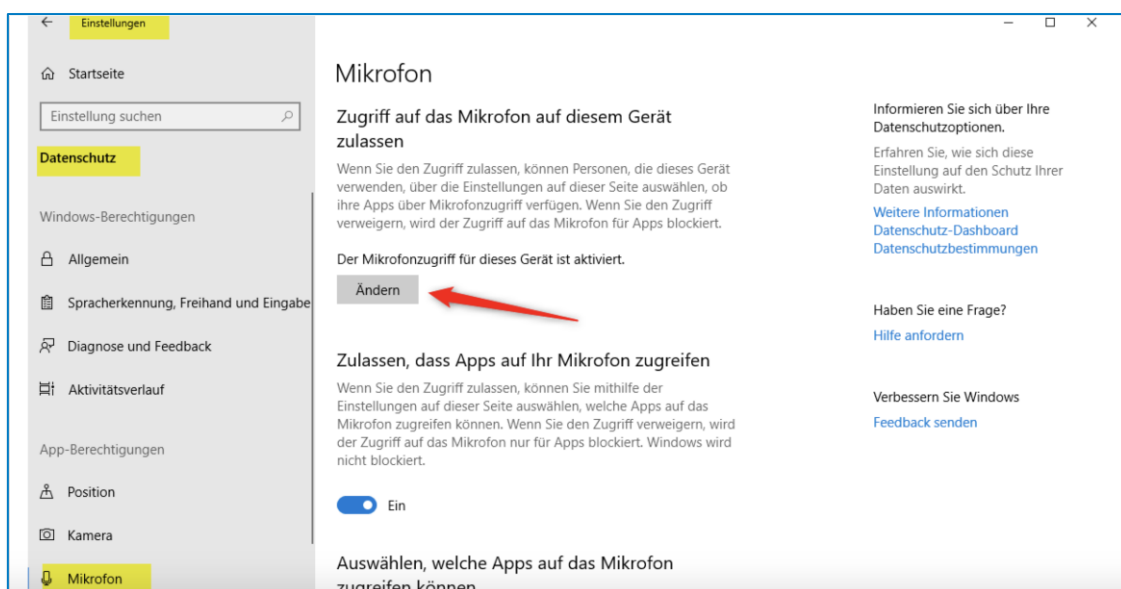 Einstellungen
Startseite
Einstellung suchen
Datenschutz
Windows-Berechtigungen
Allgemein
Spracherkennung, Freihand und Eingabe
Diagnose und Feedback
Aktivitätsverlauf
App-Berechtigungen
Position
Kamera
Mikrofon
Mikrofon
Zugriff auf das Mikrofon auf diesem Gerät
zulassen
Wenn Sie den Zugriff zulassen, können Personen, die dieses Gerät
verwenden, über die Einstellungen auf dieser Seite auswählen, ob
ihre Apps über Mikrofonzugriff verfügen. Wenn Sie den Zugriff
verweigern, wird der Zugriff auf das Mikrofon für Apps blockiert.
Der Mikrofonzugriff für dieses Gerät ist aktiviert.
Ändern
Zulassen, dass Apps auf Ihr Mikrofon zugreifen
Wenn Sie den Zugriff zulassen, können Sie mithilfe der
Einstellungen auf dieser Seite auswählen, welche Apps auf das
Mikrofon zugreifen können. Wenn Sie den Zugriff verweigern, wird
der Zugriff auf das Mikrofon nur für Apps blockiert. Windows wird
nicht blockiert.
Ein
Auswählen, welche Apps auf das Mikrofon
zugreifen können
Informieren Sie sich über Ihre
Datenschutzoptionen.
Erfahren Sie, wie sich diese
Einstellung auf den Schutz Ihrer
Daten auswirkt.
Weitere Informationen
Datenschutz-Dashboard
Datenschutzbestimmungen
Haben Sie eine Frage?
Hilfe anfordern
Verbessern Sie Windows
Feedback senden